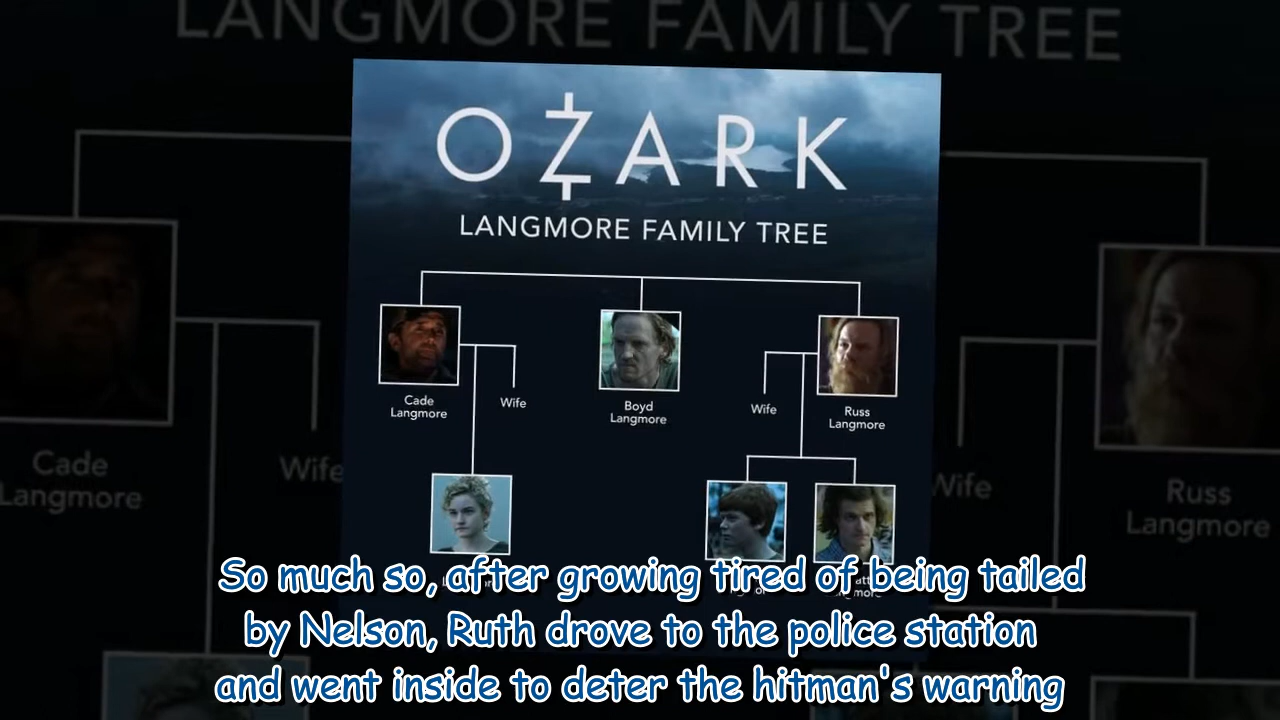 LANGMORE FAMILY TREE
OZARK
LANGMORE FAMILY TREE
Cade
Langmore
Wife
Boyd
Langmore
Wife
Russ
Langmore
Cade
Langmore
Wife
Wife
Russ
Langmore
So much so, after growing tired of being tailed
by Nelson, Ruth drove to the police station
and went inside to deter the hitman's warning